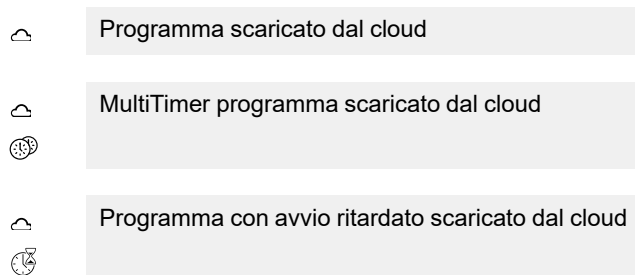 Programma scaricato dal cloud
MultiTimer programma scaricato dal cloud
Programma con avvio ritardato scaricato dal cloud